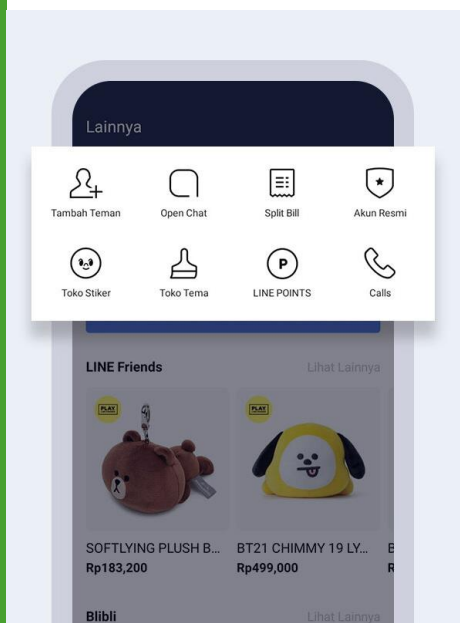 Lainnya
Tambah Teman
Open Chat
Split Bill
Akun Resmi
Toko Stiker
Toko Tema
P
LINE POINTS
Calls
LINE Friends
Lihat Lainnya
PLAY
PLAY
SOFTLYING PLUSH B...
BT21 CHIMMY 19 LY...
Rp183,200
Rp499,000
Blibli
Lihat Lainnya